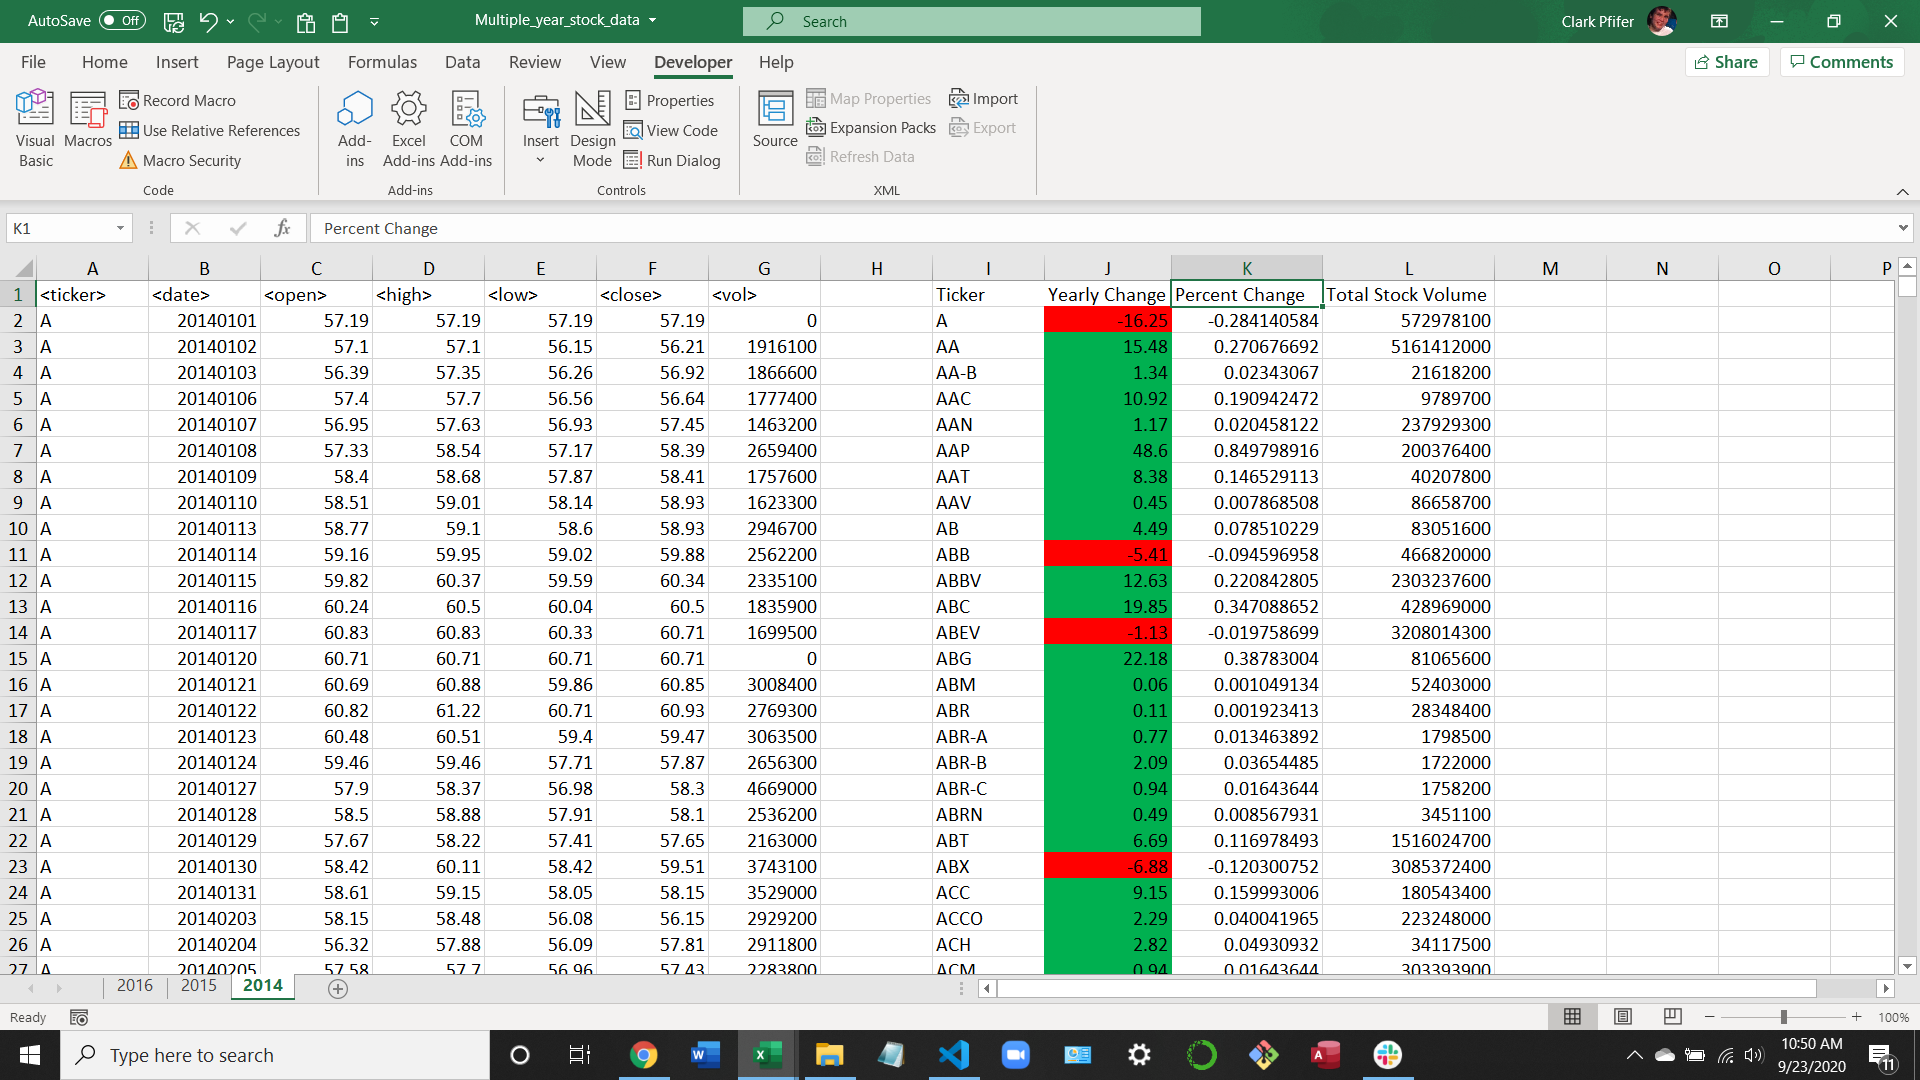 AutoSave Off Multiple_year_stock_data Search Clark Pfifer
File Home Insert Page Layout Formulas Data Review View Developer Help Share Comments
Visual Basic Macros Record Macro Use Relative References Macro Security Code
Add-ins Excel Add-ins COM Add-ins Add-ins
Insert Design Mode Properties View Code Run Dialog Controls
Source Map Properties Expansion Packs Refresh Data Import Export XML
K1 fx Percent Change
A B C D E F G H I J K L M N O P
1 <ticker> <date> <open> <high> <low> <close> <vol> Ticker Yearly Change Percent Change Total Stock Volume
2 A 20140101 57.19 57.19 57.19 57.19 0 A -16.25 -0.284140584 572978100
3 A 20140102 57.1 57.1 56.15 56.21 1916100 AA 15.48 0.270676692 5161412000
4 A 20140103 56.39 57.35 56.26 56.92 1866600 AA-B 1.34 0.02343067 21618200
5 A 20140106 57.4 57.7 56.56 56.64 1777400 AAC 10.92 0.190942472 9789700
6 A 20140107 56.95 57.63 56.93 57.45 1463200 AAN 1.17 0.020458122 237929300
7 A 20140108 57.33 58.54 57.17 58.39 2659400 AAP 48.6 0.849798916 200376400
8 A 20140109 58.4 58.68 57.87 58.41 1757600 AAT 8.38 0.146529113 40207800
9 A 20140110 58.51 59.01 58.14 58.93 1623300 AAV 0.45 0.007868508 86658700
10 A 20140113 58.77 59.1 58.6 58.93 2946700 AB 4.49 0.078510229 83051600
11 A 20140114 59.16 59.95 59.02 59.88 2562200 ABB -5.41 -0.094596958 466820000
12 A 20140115 59.82 60.37 59.59 60.34 2335100 ABBV 12.63 0.220842805 2303237600
13 A 20140116 60.24 60.5 60.04 60.5 1835900 ABC 19.85 0.347088652 428969000
14 A 20140117 60.83 60.83 60.33 60.71 1699500 ABEV -1.13 -0.019758699 3208014300
15 A 20140120 60.71 60.71 60.71 60.71 0 ABG 22.18 0.38783004 81065600
16 A 20140121 60.69 60.88 59.86 60.85 3008400 ABM 0.06 0.001049134 52403000
17 A 20140122 60.82 61.22 60.71 60.93 2769300 ABR 0.11 0.001923413 28348400
18 A 20140123 60.48 60.51 59.4 59.47 3063500 ABR-A 0.77 0.013463892 1798500
19 A 20140124 59.46 59.46 57.71 57.87 2656300 ABR-B 2.09 0.03654485 1722000
20 A 20140127 57.9 58.37 56.98 58.3 4669000 ABR-C 0.94 0.01643644 1758200
21 A 20140128 58.5 58.88 57.91 58.1 2536200 ABRN 0.49 0.008567931 3451100
22 A 20140129 57.67 58.22 57.41 57.65 2163000 ABT 6.69 0.116978493 1516024700
23 A 20140130 58.42 60.11 58.42 59.51 3743100 ABX -6.88 -0.120300752 3085372400
24 A 20140131 58.61 59.15 58.05 58.15 3529000 ACC 9.15 0.159993006 180543400
25 A 20140203 58.15 58.48 56.08 56.15 2929200 ACCO 2.29 0.040041965 223248000
26 A 20140204 56.32 57.88 56.09 57.81 2911800 ACH 2.82 0.04930932 34117500
27 A 20140205 57.58 57.7 56.96 57.43 2283800 ACM 0.94 0.01643644 303393900
2016 2015 2014
Ready 100%
Type here to search 10:50 AM
9/23/2020 11